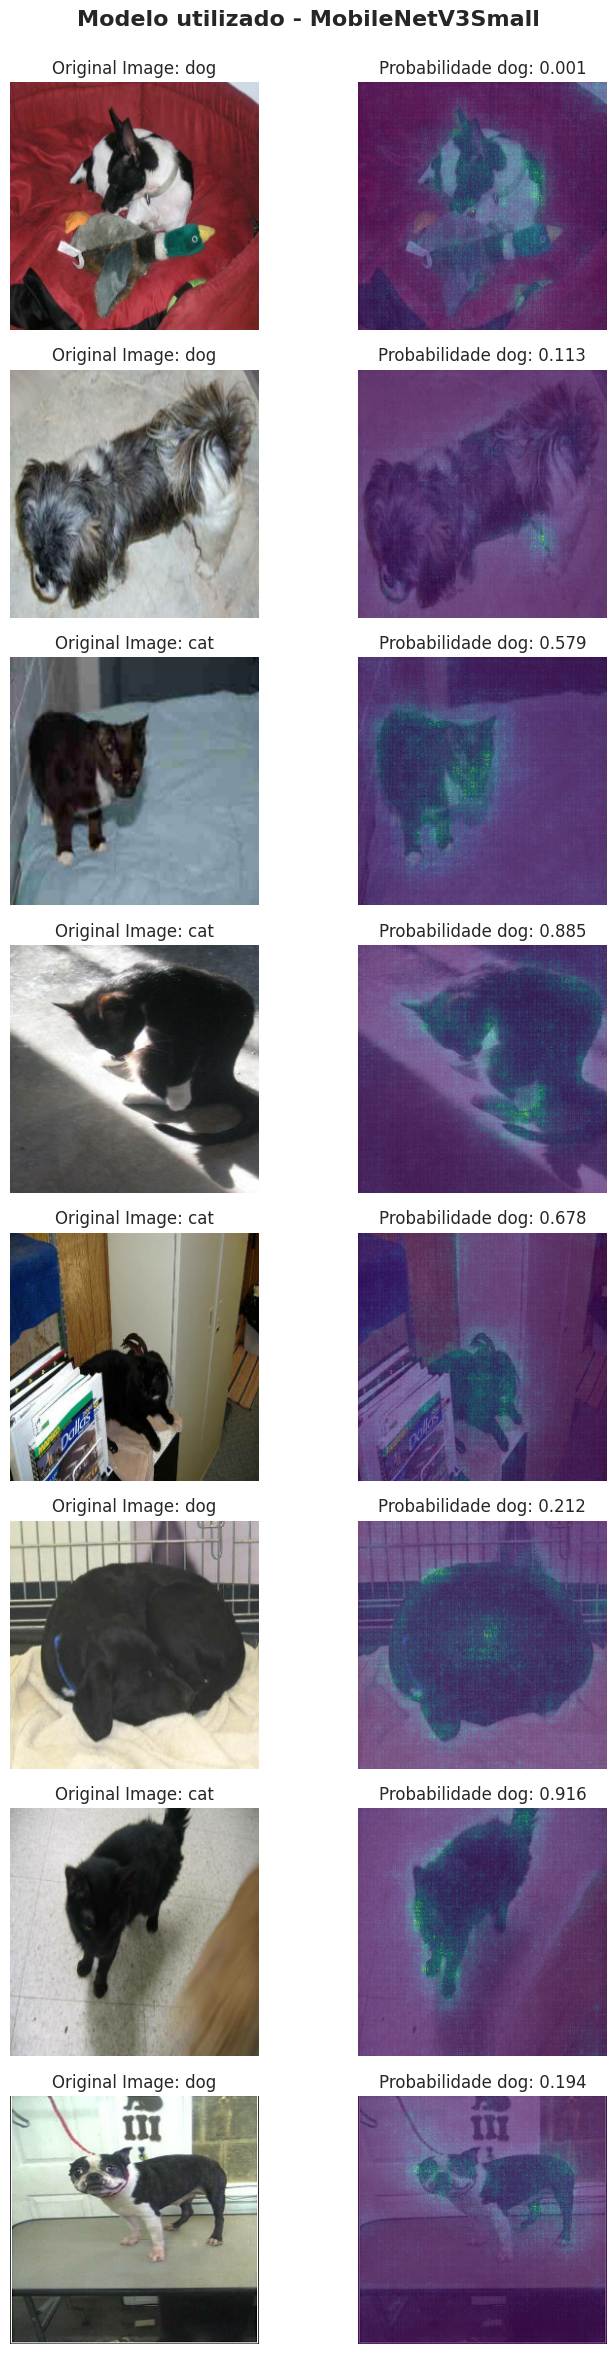 Modelo utilizado - MobileNetV3Small
Original Image: dog
Probabilidade dog: 0.001
Original Image: dog
Probabilidade dog: 0.113
Original Image: cat
Probabilidade dog: 0.579
Original Image: cat
Probabilidade dog: 0.885
Original Image: cat
Probabilidade dog: 0.678
Dallas
Original Image: dog
Probabilidade dog: 0.212
Original Image: cat
Probabilidade dog: 0.916
Original Image: dog
Probabilidade dog: 0.194